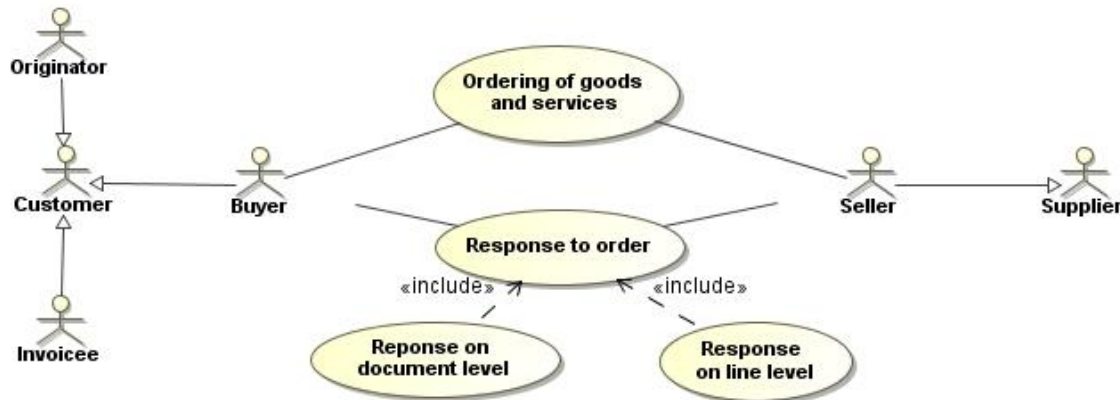 Originator
Ordering of goods
and services
Customer
Buyer
Seller
Supplier
Response to order
«include»
«include»
Invoicee
Reponse on
document level
Response
on line level